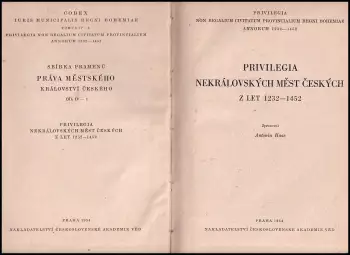 CODEX
IURIS MUNICIPALIS REGNI BOHEMIAE
PRIVILEGIA NON REGALIUM CIVITATUM PROVINCIALIUM
ANNORUM 1232—1452
SBÍRKA PRAMENŮ
PRÁVA MĚSTSKÉHO
KRÁLOVSTVÍ ČESKÉHO
DÍL IV — 1
PRIVILEGIA
NEKRÁLOVSKÝCH MĚST ČESKÝCH
Z LET 1232—1452
PRAHA 1954
NAKLADATELSTVÍ ČESKOSLOVENSKÉ AKADEMIE VĚD
PRIVILEGIA
NON REGALIUM CIVITATUM PROVINCIALIUM REGNI BOHEMIAE
ANNORUM 1232—1452
PRIVILEGIA
NEKRÁLOVSKÝCH MĚST ČESKÝCH
Z LET 1232—1452
Zpracoval
Antonín Haas
PRAHA 1954
NAKLADATELSTVÍ ČESKOSLOVENSKÉ AKADEMIE VĚD